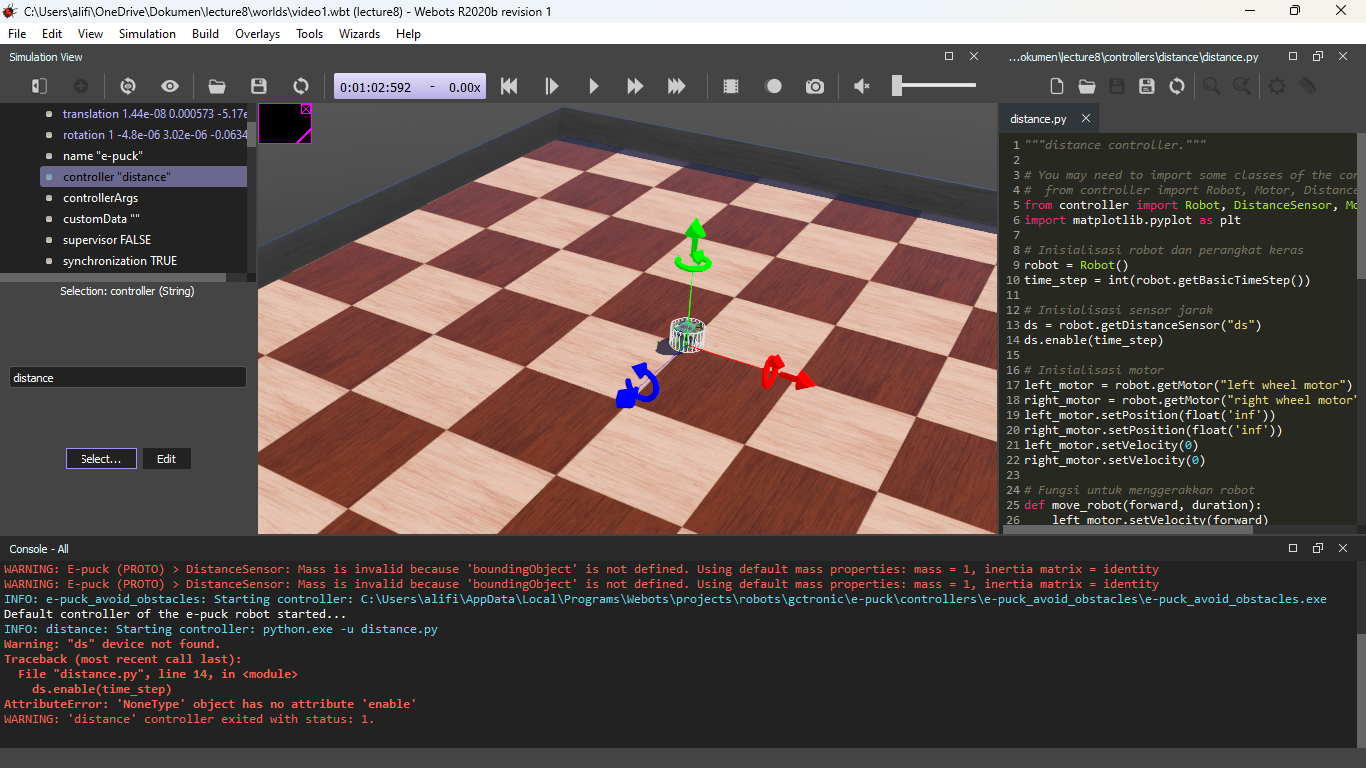 C:\Users\alifi\OneDrive\Dokumen\lecture8\worlds\video1.wbt (lecture8) - Webots R2020b revision 1
File Edit View Simulation Build Overlays Tools Wizards Help
Simulation View
...okumen\lecture8\controllers\distance\distance.py
0:01:02:592 - 0.00x
translation 1.44e-08 0.000573 -5.17e
rotation 1 -4.8e-06 3.02e-06 -0.0634
name "e-puck"
controller "distance"
controllerArgs
customData ""
supervisor FALSE
synchronization TRUE
Selection: controller (String)
distance
Select... Edit
distance.py
1 """distance controller."""
2
3 # You may need to import some classes of the con
4 #  from controller import Robot, Motor, Distance
5 from controller import Robot, DistanceSensor, Mo
6 import matplotlib.pyplot as plt
7
8 # Inisialisasi robot dan perangkat keras
9 robot = Robot()
10 time_step = int(robot.getBasicTimeStep())
11
12 # Inisialisasi sensor jarak
13 ds = robot.getDistanceSensor("ds")
14 ds.enable(time_step)
15
16 # Inisialisasi motor
17 left_motor = robot.getMotor("left wheel motor")
18 right_motor = robot.getMotor("right wheel motor"
19 left_motor.setPosition(float('inf'))
20 right_motor.setPosition(float('inf'))
21 left_motor.setVelocity(0)
22 right_motor.setVelocity(0)
23
24 # Fungsi untuk menggerakkan robot
25 def move_robot(forward, duration):
26     left_motor.setVelocity(forward)
Console - All
WARNING: E-puck (PROTO) > DistanceSensor: Mass is invalid because 'boundingObject' is not defined. Using default mass properties: mass = 1, inertia matrix = identity
WARNING: E-puck (PROTO) > DistanceSensor: Mass is invalid because 'boundingObject' is not defined. Using default mass properties: mass = 1, inertia matrix = identity
INFO: e-puck_avoid_obstacles: Starting controller: C:\Users\alifi\AppData\Local\Programs\Webots\projects\robots\gctronic\e-puck\controllers\e-puck_avoid_obstacles\e-puck_avoid_obstacles.exe
Default controller of the e-puck robot started...
INFO: distance: Starting controller: python.exe -u distance.py
Warning: "ds" device not found.
Traceback (most recent call last):
  File "distance.py", line 14, in <module>
    ds.enable(time_step)
AttributeError: 'NoneType' object has no attribute 'enable'
WARNING: 'distance' controller exited with status: 1.